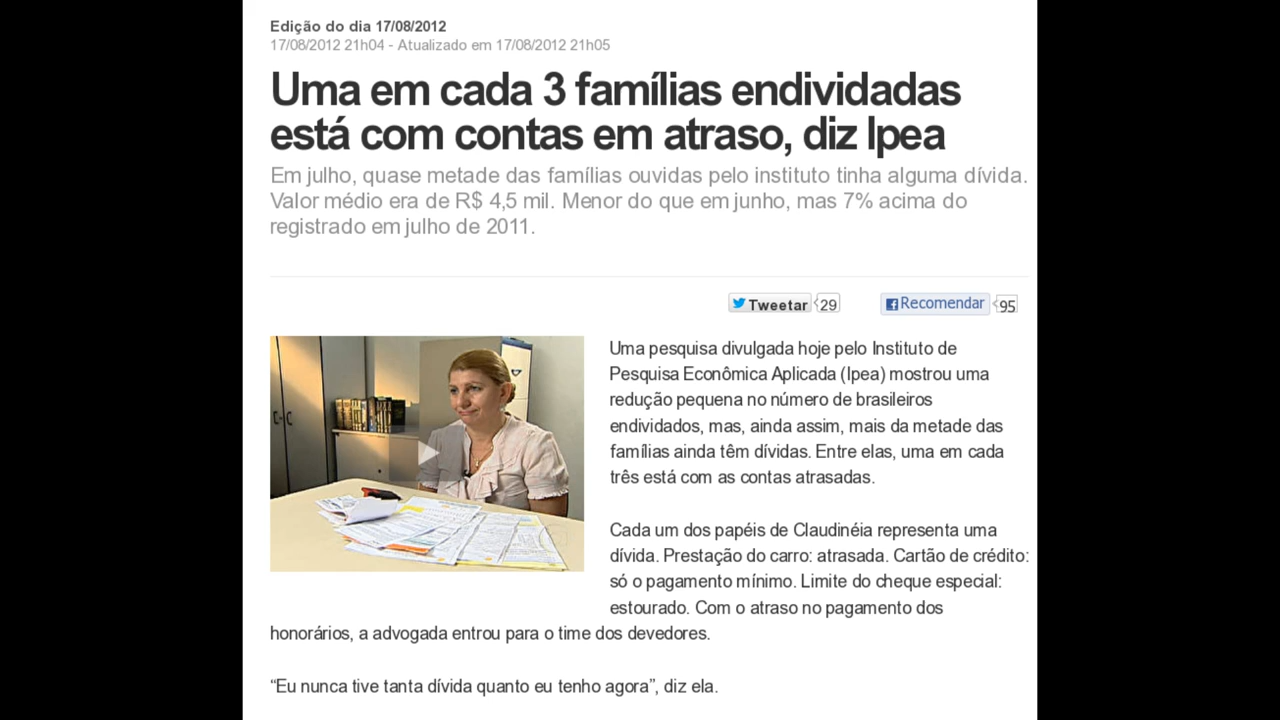 Edição do dia 17/08/2012
17/08/2012 21h04 - Atualizado em 17/08/2012 21h05
Uma em cada 3 famílias endividadas
está com contas em atraso, diz Ipea
Em julho, quase metade das famílias ouvidas pelo instituto tinha alguma dívida.
Valor médio era de R$ 4,5 mil. Menor do que em junho, mas 7% acima do
registrado em julho de 2011.
Tweetar 29 Recomendar 95
Uma pesquisa divulgada hoje pelo Instituto de
Pesquisa Econômica Aplicada (Ipea) mostrou uma
redução pequena no número de brasileiros
endividados, mas, ainda assim, mais da metade das
famílias ainda têm dívidas. Entre elas, uma em cada
três está com as contas atrasadas.
Cada um dos papéis de Claudinéia representa uma
dívida. Prestação do carro: atrasada. Cartão de crédito:
só o pagamento mínimo. Limite do cheque especial:
estourado. Com o atraso no pagamento dos
honorários, a advogada entrou para o time dos devedores.
“Eu nunca tive tanta dívida quanto eu tenho agora”, diz ela.